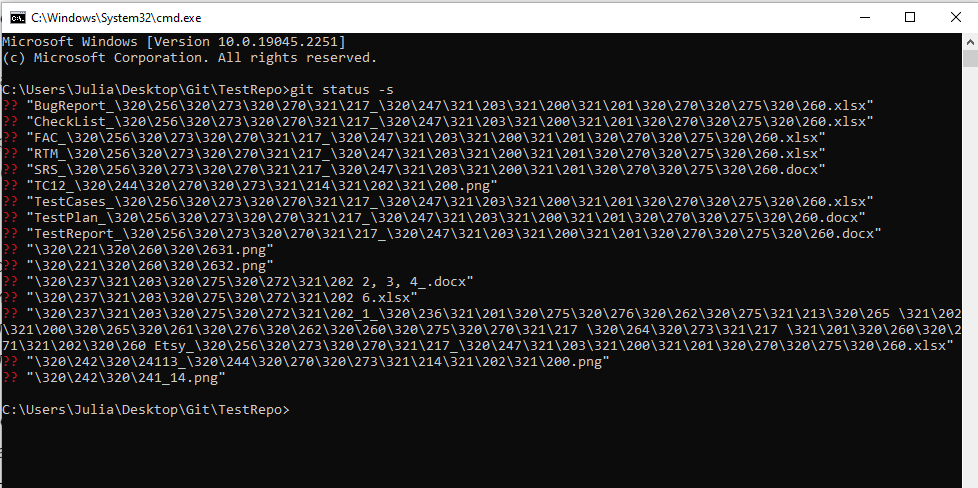 C:\Windows\System32\cmd.exe
Microsoft Windows [Version 10.0.19045.2251]
(c) Microsoft Corporation. All rights reserved.
C:\Users\Julia\Desktop\Git\TestRepo>git status -s
?? "BugReport_\320\256\320\273\320\270\321\217_\320\247\321\203\321\200\321\201\320\270\320\275\320\260.xlsx"
?? "CheckList_\320\256\320\273\320\270\321\217_\320\247\321\203\321\200\321\201\320\270\320\275\320\260.xlsx"
?? "FAC_\320\256\320\273\320\270\321\217_\320\247\321\203\321\200\321\201\320\270\320\275\320\260.xlsx"
?? "RTM_\320\256\320\273\320\270\321\217_\320\247\321\203\321\200\321\201\320\270\320\275\320\260.xlsx"
?? "SRS_\320\256\320\273\320\270\321\217_\320\247\321\203\321\200\321\201\320\270\320\275\320\260.docx"
?? "TC12_\320\244\320\270\320\273\321\214\321\202\321\200.png"
?? "TestCases_\320\256\320\273\320\270\321\217_\320\247\321\203\321\200\321\201\320\270\320\275\320\260.xlsx"
?? "TestPlan_\320\256\320\273\320\270\321\217_\320\247\321\203\321\200\321\201\320\270\320\275\320\260.docx"
?? "TestReport_\320\256\320\273\320\270\321\217_\320\247\321\203\321\200\321\201\320\270\320\275\320\260.docx"
?? "\320\221\320\260\320\2631.png"
?? "\320\221\320\260\320\2632.png"
?? "\320\237\321\203\320\275\320\272\321\202 2, 3, 4_.docx"
?? "\320\237\321\203\320\275\320\272\321\202 6.xlsx"
?? "\320\237\321\203\320\275\320\272\321\202_1_\320\236\321\201\320\275\320\276\320\262\320\275\321\213\320\265 \321\202
\321\200\320\265\320\261\320\276\320\262\320\260\320\275\320\270\321\217 \320\264\320\273\321\217 \321\201\320\260\320\2
71\321\202\320\260 Etsy_\320\256\320\273\320\270\321\217_\320\247\321\203\321\200\321\201\320\270\320\275\320\260.xlsx"
?? "\320\242\320\24113_\320\244\320\270\320\273\321\214\321\202\321\200.png"
?? "\320\242\320\241_14.png"
C:\Users\Julia\Desktop\Git\TestRepo>